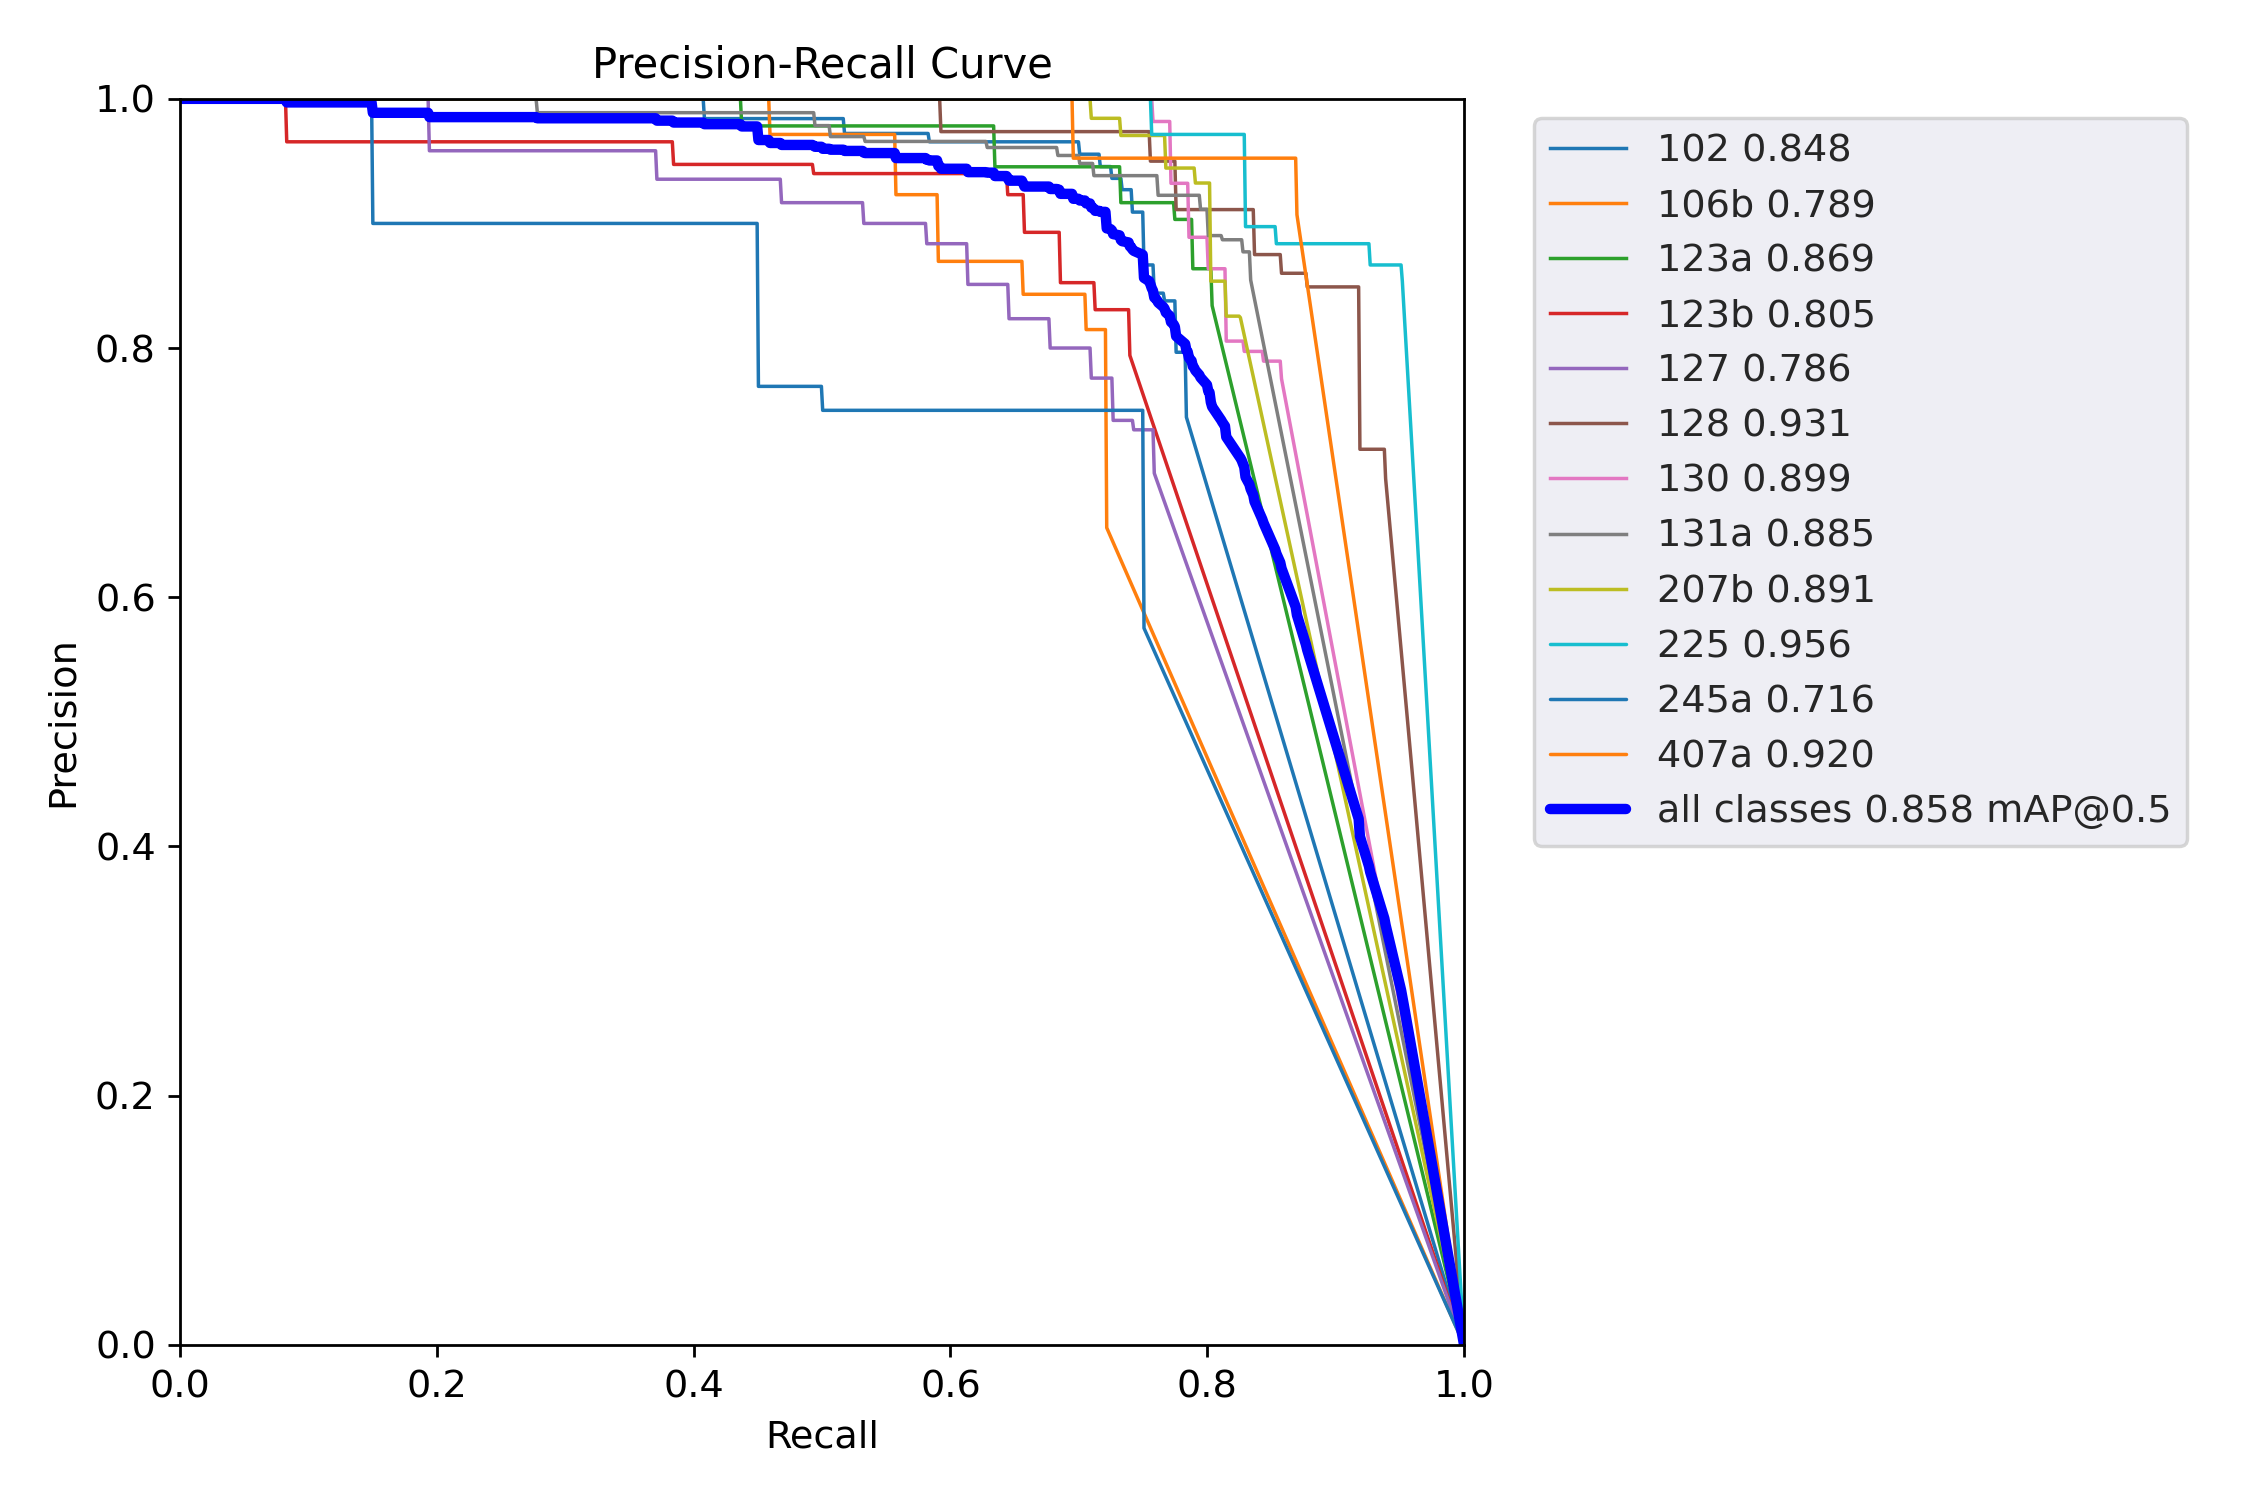 Precision-Recall Curve
1.0
0.8
0.6
0.4
0.2
0.0
Precision
0.0 0.2 0.4 0.6 0.8 1.0
Recall
102 0.848
106b 0.789
123a 0.869
123b 0.805
127 0.786
128 0.931
130 0.899
131a 0.885
207b 0.891
225 0.956
245a 0.716
407a 0.920
all classes 0.858 mAP@0.5